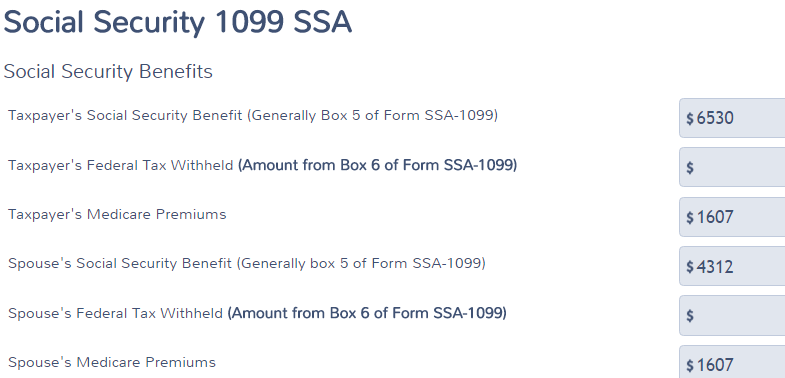 Social Security 1099 SSA
Social Security Benefits
Taxpayer's Social Security Benefit (Generally Box 5 of Form SSA-1099)
$ 6530
Taxpayer's Federal Tax Withheld (Amount from Box 6 of Form SSA-1099)
$
Taxpayer's Medicare Premiums
$ 1607
Spouse's Social Security Benefit (Generally box 5 of Form SSA-1099)
$ 4312
Spouse's Federal Tax Withheld (Amount from Box 6 of Form SSA-1099)
$
Spouse's Medicare Premiums
$ 1607